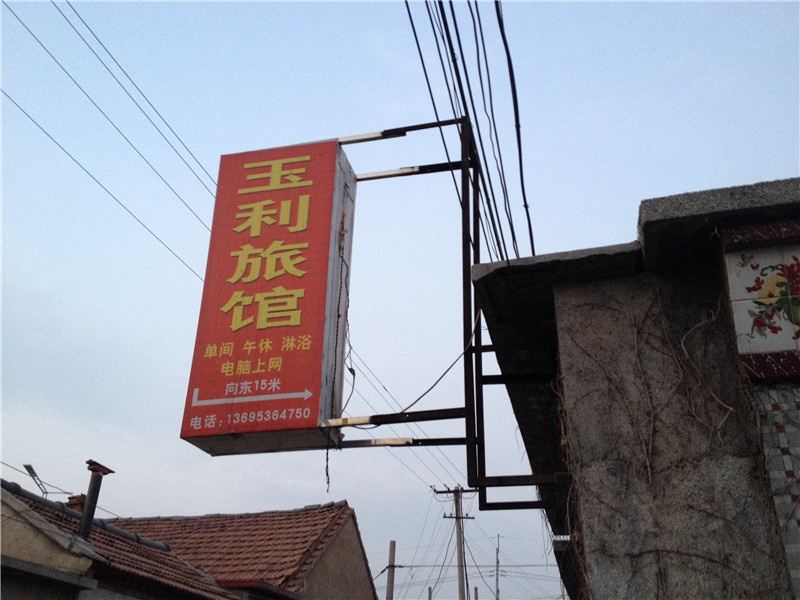 玉利旅馆
单间 午休 淋浴
电脑上网
向东15米
电话:13695364750